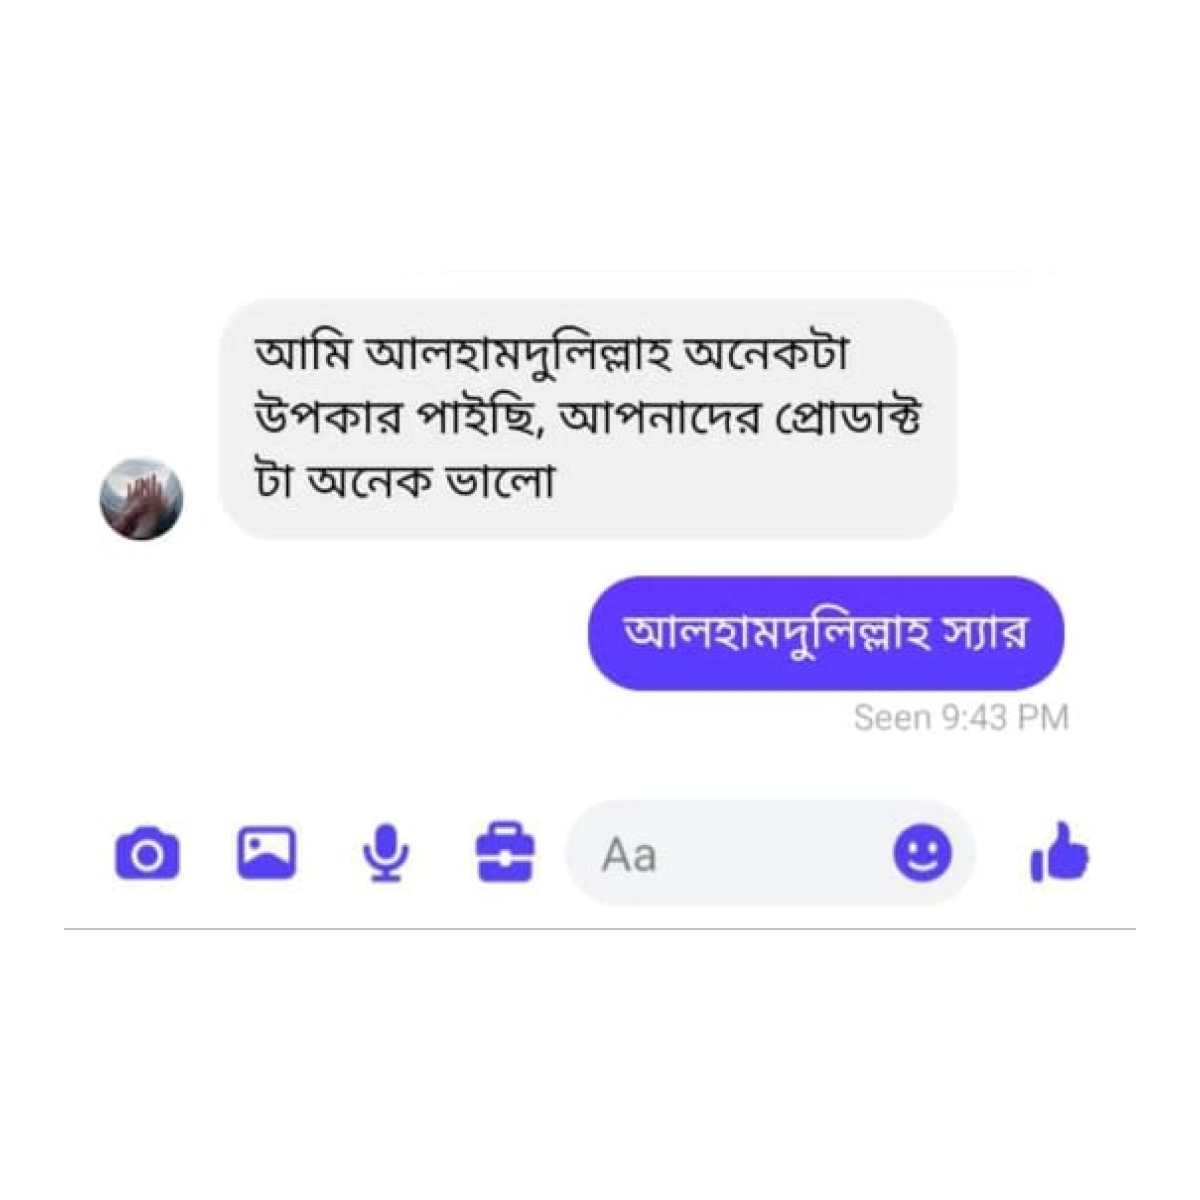 আমি আলহামদুলিল্লাহ অনেকটা
উপকার পাইছি, আপনাদের প্রোডাক্ট
টা অনেক ভালো
আলহামদুলিল্লাহ স্যার
Seen 9:43 PM
Aa